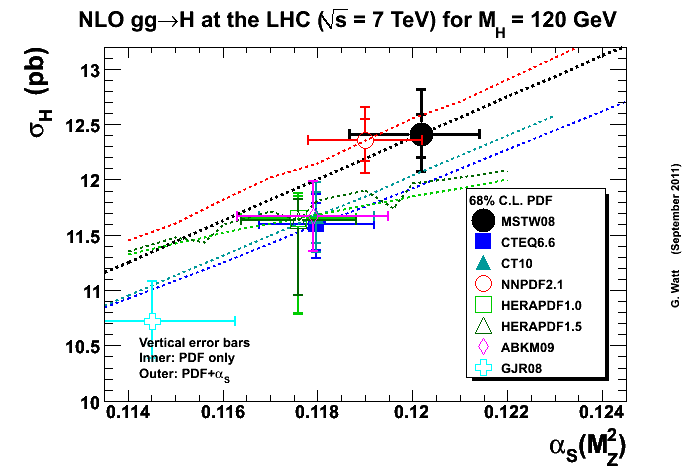 NLO gg→H at the LHC (√s = 7 TeV) for M_H = 120 GeV
σ_H (pb)
13
12.5
12
11.5
11
10.5
10
68% C.L. PDF
MSTW08
CTEQ6.6
CT10
NNPDF2.1
HERAPDF1.0
HERAPDF1.5
ABKM09
GJR08
Vertical error bars
Inner: PDF only
Outer: PDF+α_S
0.114 0.116 0.118 0.12 0.122 0.124
α_S(M²_Z)
G. Watt (September 2011)